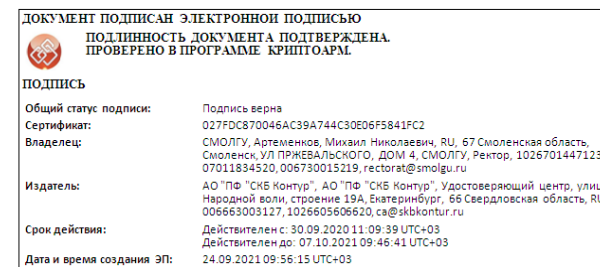 ДОКУМЕНТ ПОДПИСАН ЭЛЕКТРОННОЙ ПОДПИСЬЮ
ПОДЛИННОСТЬ ДОКУМЕНТА ПОДТВЕРЖДЕНА.
ПРОВЕРЕНО В ПРОГРАММЕ КРИПТОАРМ.
ПОДПИСЬ
Общий статус подписи: Подпись верна
Сертификат: 027FDC870046AC39A744C30E06F5841FC2
Владелец: СМОЛГУ, Артеменков, Михаил Николаевич, RU, 67 Смоленская область,
Смоленск, УЛ ПРЖЕВАЛЬСКОГО, ДОМ 4, СМОЛГУ, Ректор, 1026701447123
07011834520, 006730015219, rectorat@smolgu.ru
Издатель: АО "ПФ "СКБ Контур", АО "ПФ "СКБ Контур", Удостоверяющий центр, улиц
Народной воли, строение 19А, Екатеринбург, 66 Свердловская область, RU
006663003127, 1026605606620, ca@skbkontur.ru
Срок действия: Действителен с: 30.09.2020 11:09:39 UTC+03
Действителен до: 07.10.2021 09:46:41 UTC+03
Дата и время создания ЭП: 24.09.2021 09:56:15 UTC+03